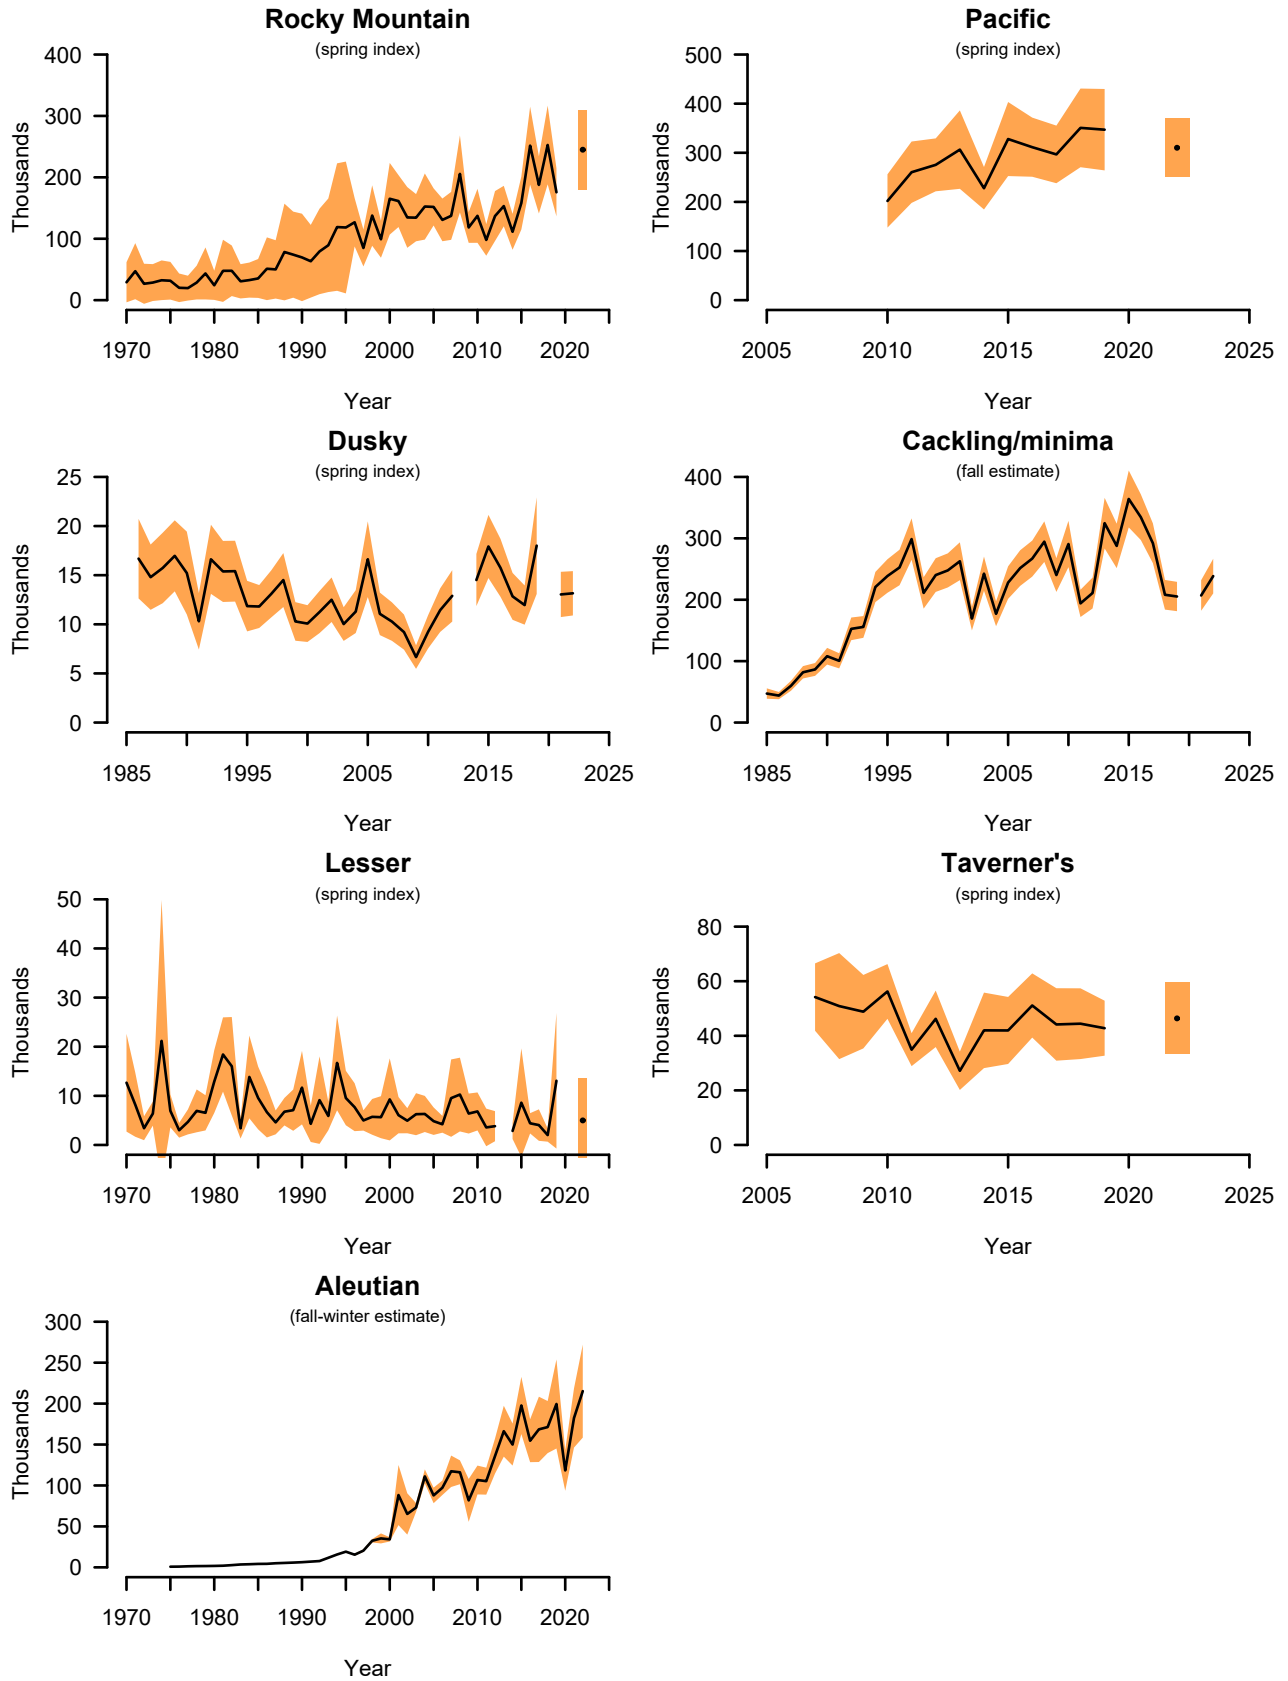 Rocky Mountain
(spring index)
Thousands
400
300
200
100
0
1970 1980 1990 2000 2010 2020
Year
Pacific
(spring index)
Thousands
500
400
300
200
100
0
2005 2010 2015 2020 2025
Year
Dusky
(spring index)
Thousands
25
20
15
10
5
0
1985 1995 2005 2015 2025
Year
Cackling/minima
(fall estimate)
Thousands
400
300
200
100
0
1985 1995 2005 2015 2025
Year
Lesser
(spring index)
Thousands
50
40
30
20
10
0
1970 1980 1990 2000 2010 2020
Year
Taverner's
(spring index)
Thousands
80
60
40
20
0
2005 2010 2015 2020 2025
Year
Aleutian
(fall-winter estimate)
Thousands
300
250
200
150
100
50
0
1970 1980 1990 2000 2010 2020
Year